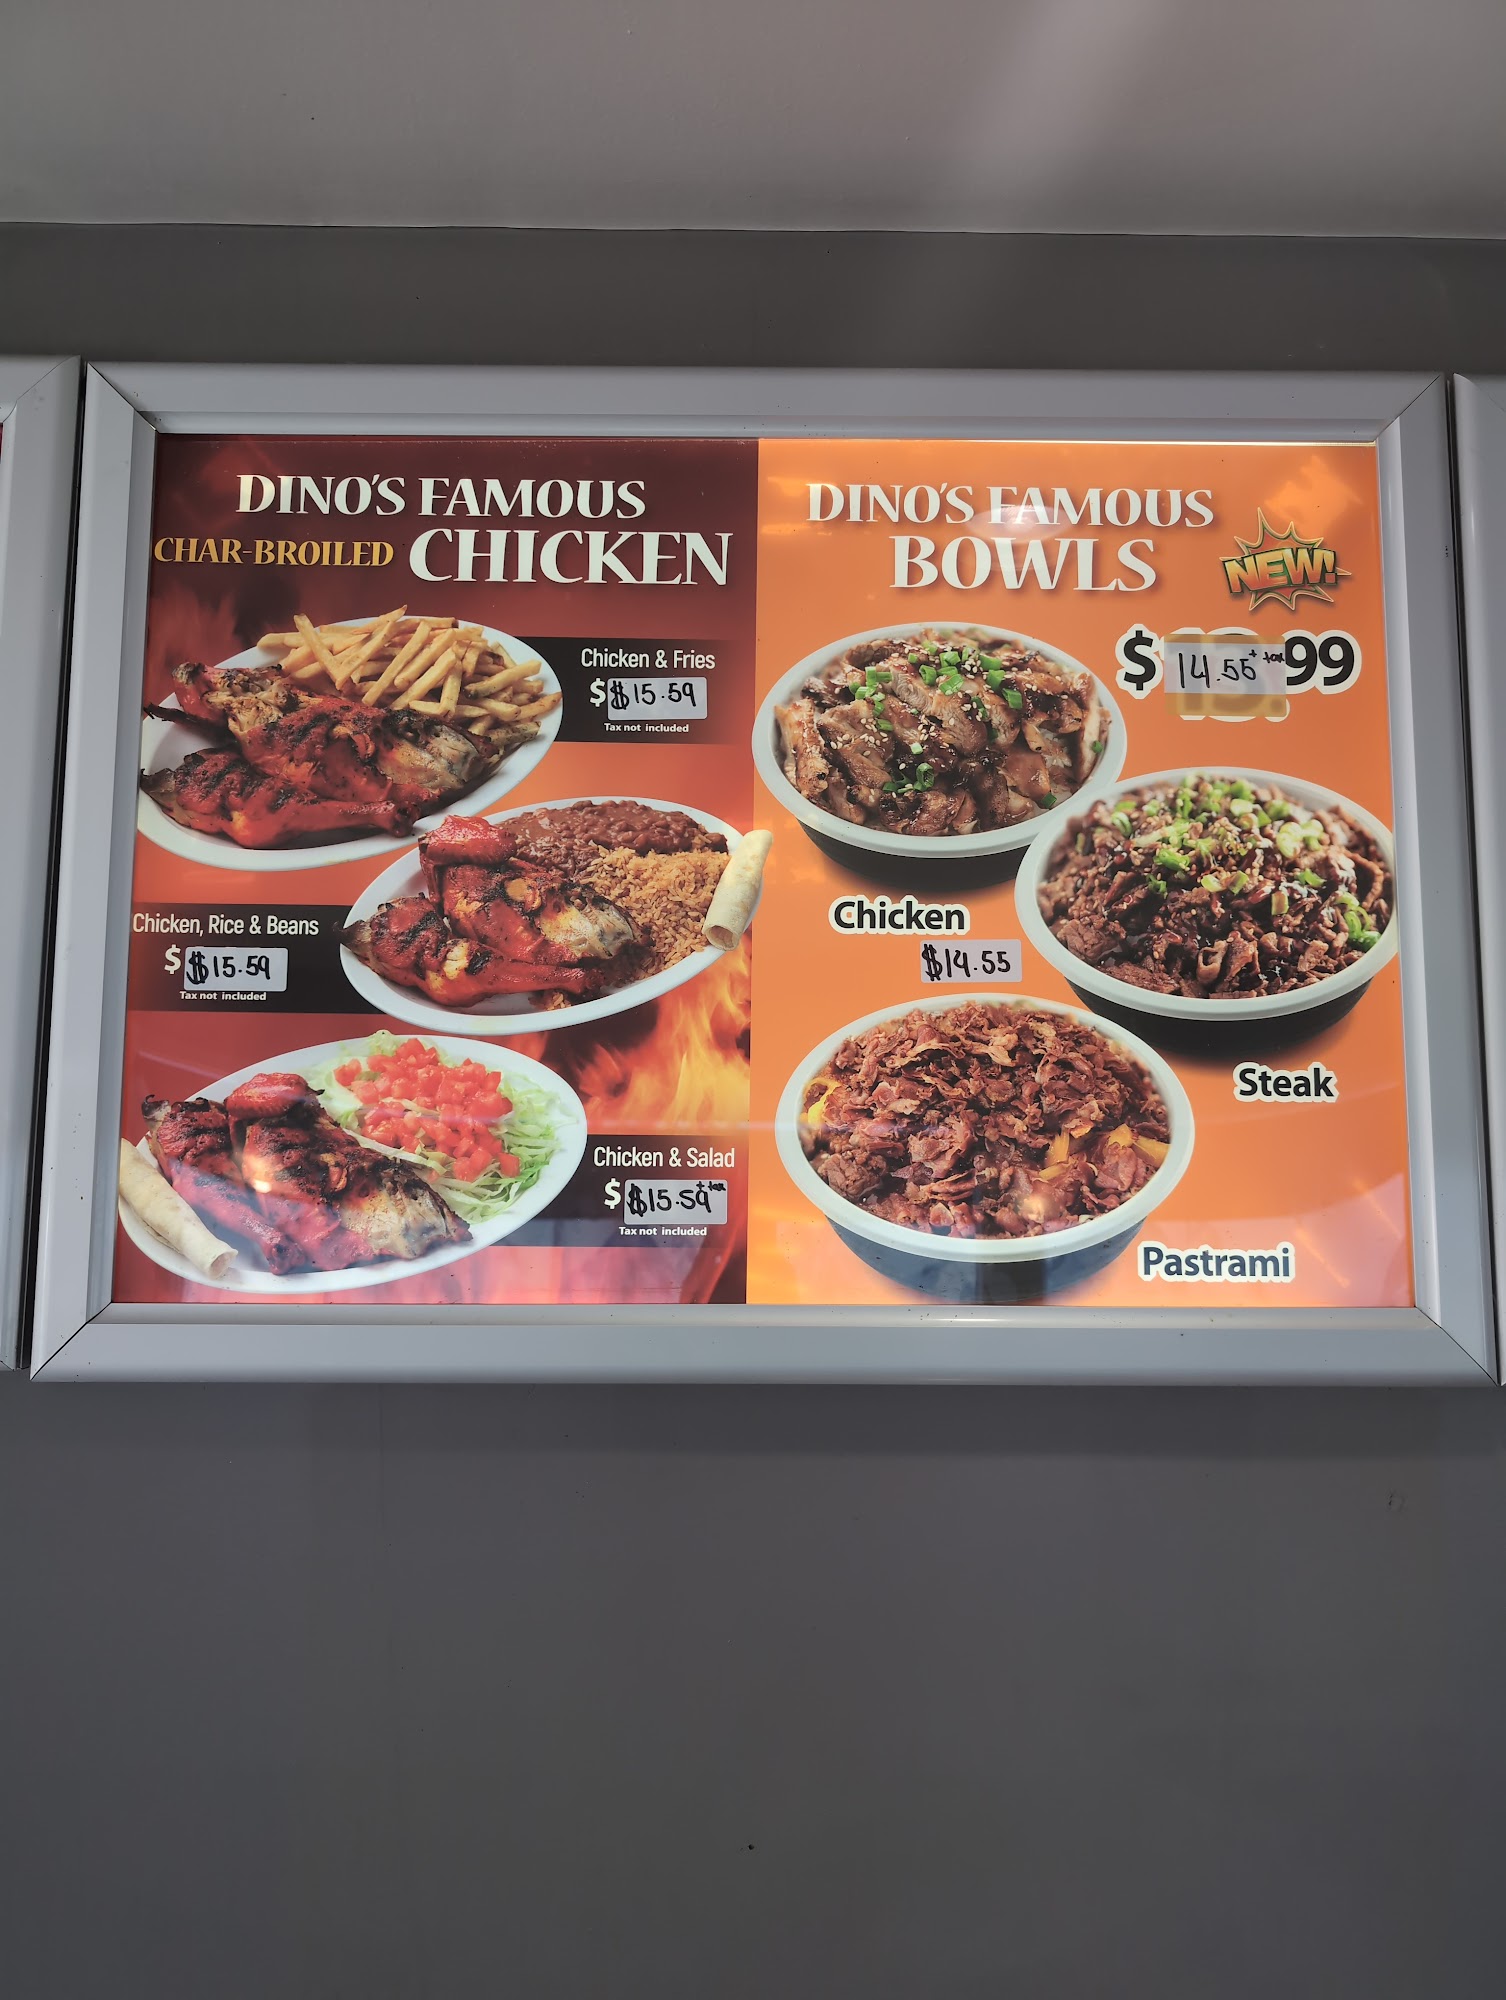 DINO'S FAMOUS
CHAR-BROILED CHICKEN
Chicken & Fries
$ $15.59
Tax not included
Chicken, Rice & Beans
$ $15.59
Tax not included
Chicken & Salad
$ $15.59 + tax
Tax not included
DINO'S FAMOUS
BOWLS
NEW!
$ 14.55 + tax 99
Chicken
$14.55
Steak
Pastrami